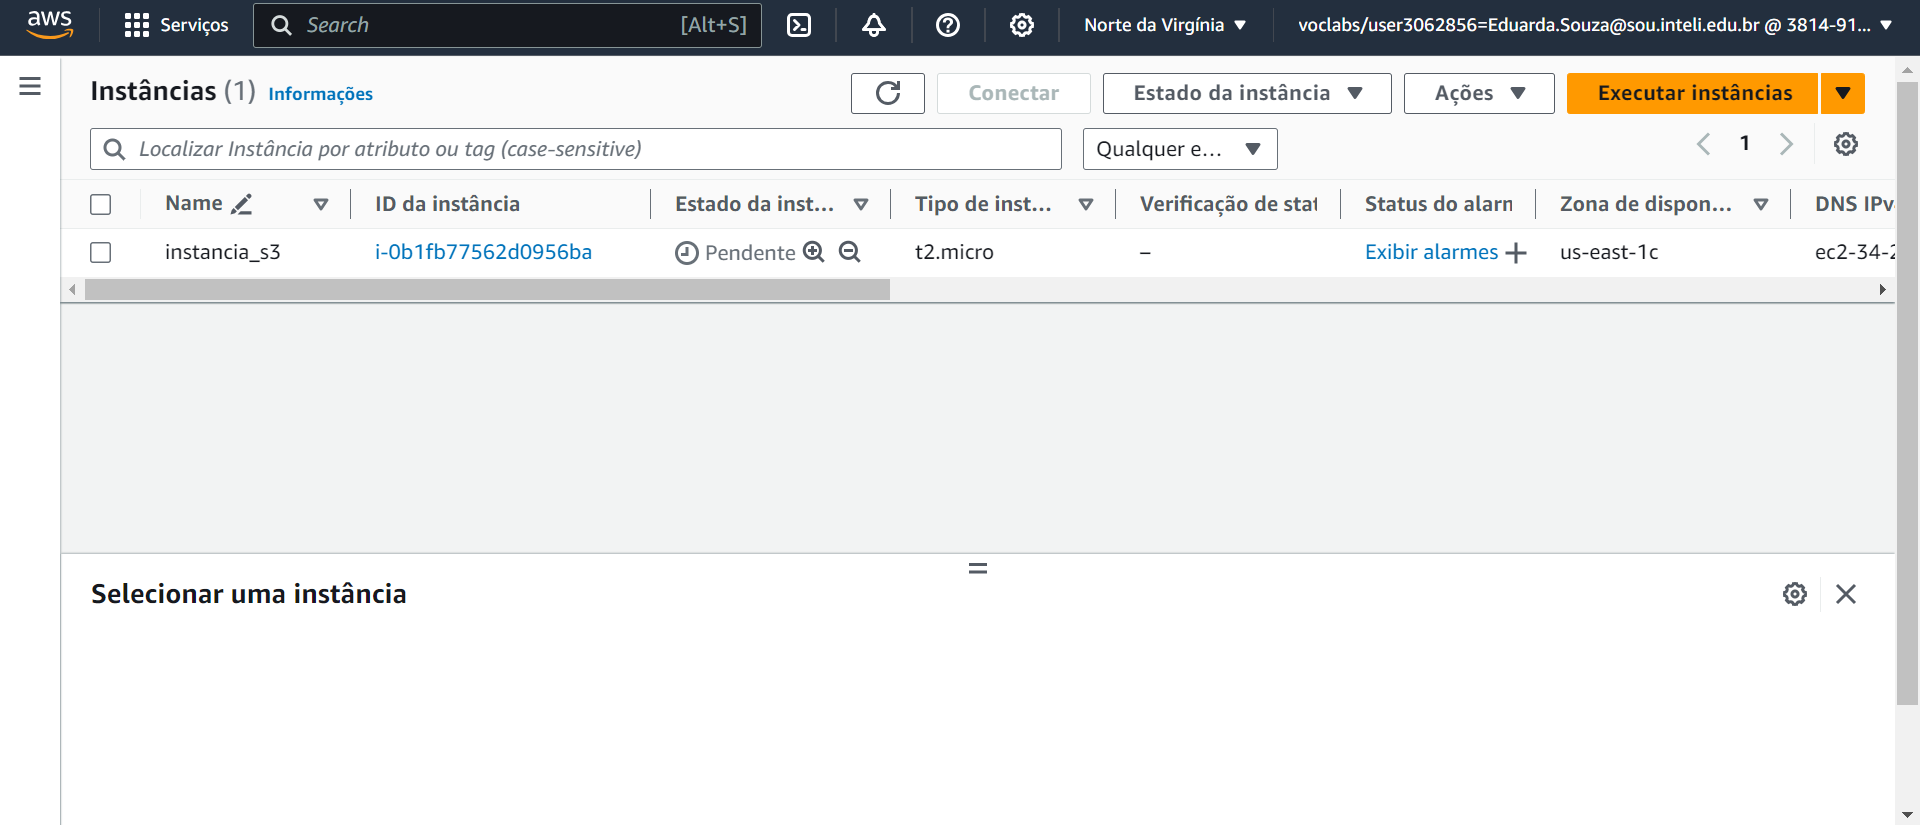 aws Serviços Search [Alt+S] Norte da Virgínia voclabs/user3062856=Eduarda.Souza@sou.inteli.edu.br @ 3814-91...
Instâncias (1) Informações Conectar Estado da instância Ações Executar instâncias
Localizar Instância por atributo ou tag (case-sensitive) Qualquer e... 1
Name ID da instância Estado da inst... Tipo de inst... Verificação de stat Status do alarm Zona de dispon... DNS IPv
instancia_s3 i-0b1fb77562d0956ba Pendente t2.micro – Exibir alarmes + us-east-1c ec2-34-2
Selecionar uma instância